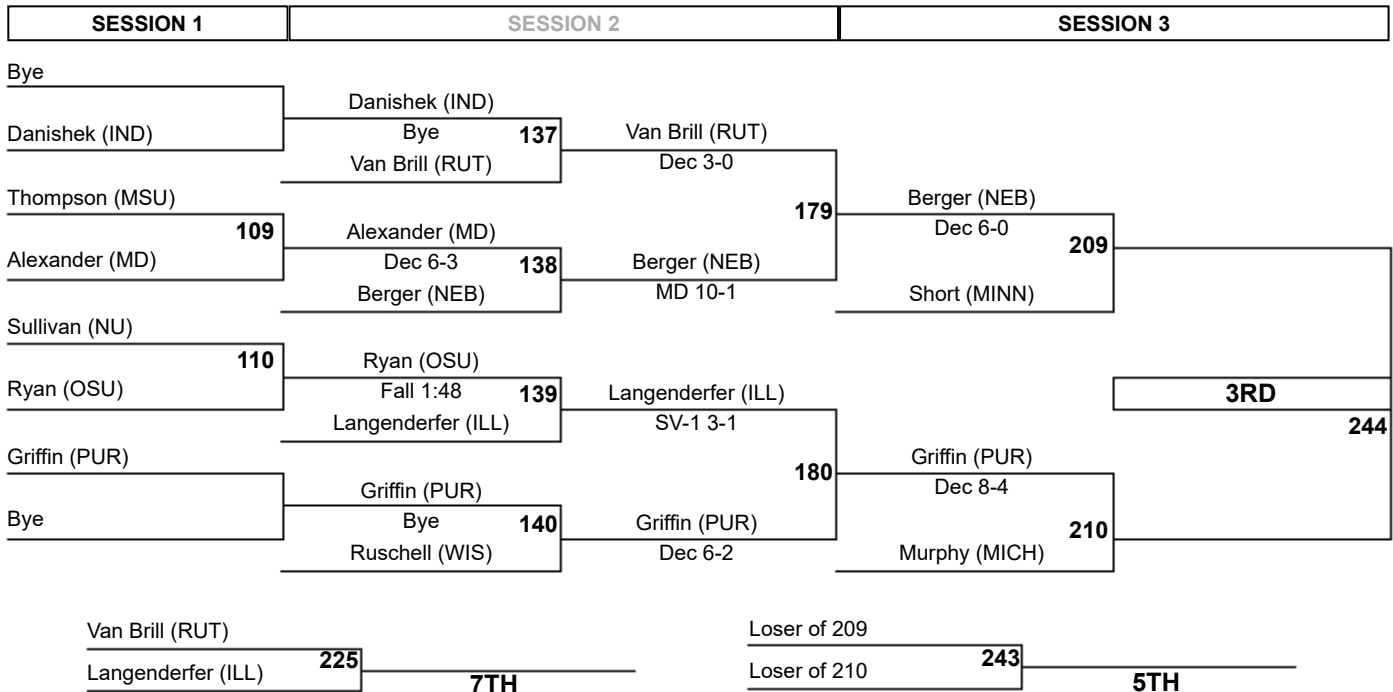 SESSION 1 SESSION 2 SESSION 3
Bye
Danishek (IND)
Thompson (MSU)
109
Alexander (MD)
Sullivan (NU)
110
Ryan (OSU)
Griffin (PUR)
Bye
Danishek (IND)
Bye 137
Van Brill (RUT)
Alexander (MD)
Dec 6-3 138
Berger (NEB)
Ryan (OSU)
Fall 1:48 139
Langenderfer (ILL)
Griffin (PUR)
Bye 140
Ruschell (WIS)
Van Brill (RUT)
Dec 3-0
179
Berger (NEB)
MD 10-1
Langenderfer (ILL)
SV-1 3-1
180
Griffin (PUR)
Dec 6-2
Berger (NEB)
Dec 6-0
209
Short (MINN)
Griffin (PUR)
Dec 8-4
210
Murphy (MICH)
3RD
244
Van Brill (RUT)
225
Langenderfer (ILL)
7TH
Loser of 209
243
Loser of 210
5TH